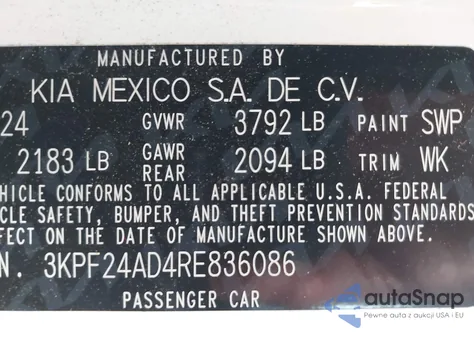 MANUFACTURED BY
KIA MEXICO S.A. DE C.V.
24 GVWR 3792 LB PAINT SWP
2183 LB GAWR REAR 2094 LB TRIM WK
HICLE CONFORMS TO ALL APPLICABLE U.S.A. FEDERAL
CLE SAFETY, BUMPER, AND THEFT PREVENTION STANDARDS
FECT ON THE DATE OF MANUFACTURE SHOWN ABOVE.
N. 3KPF24AD4RE836086
PASSENGER CAR
autoSnap
Pewne auta z aukcji USA i EU